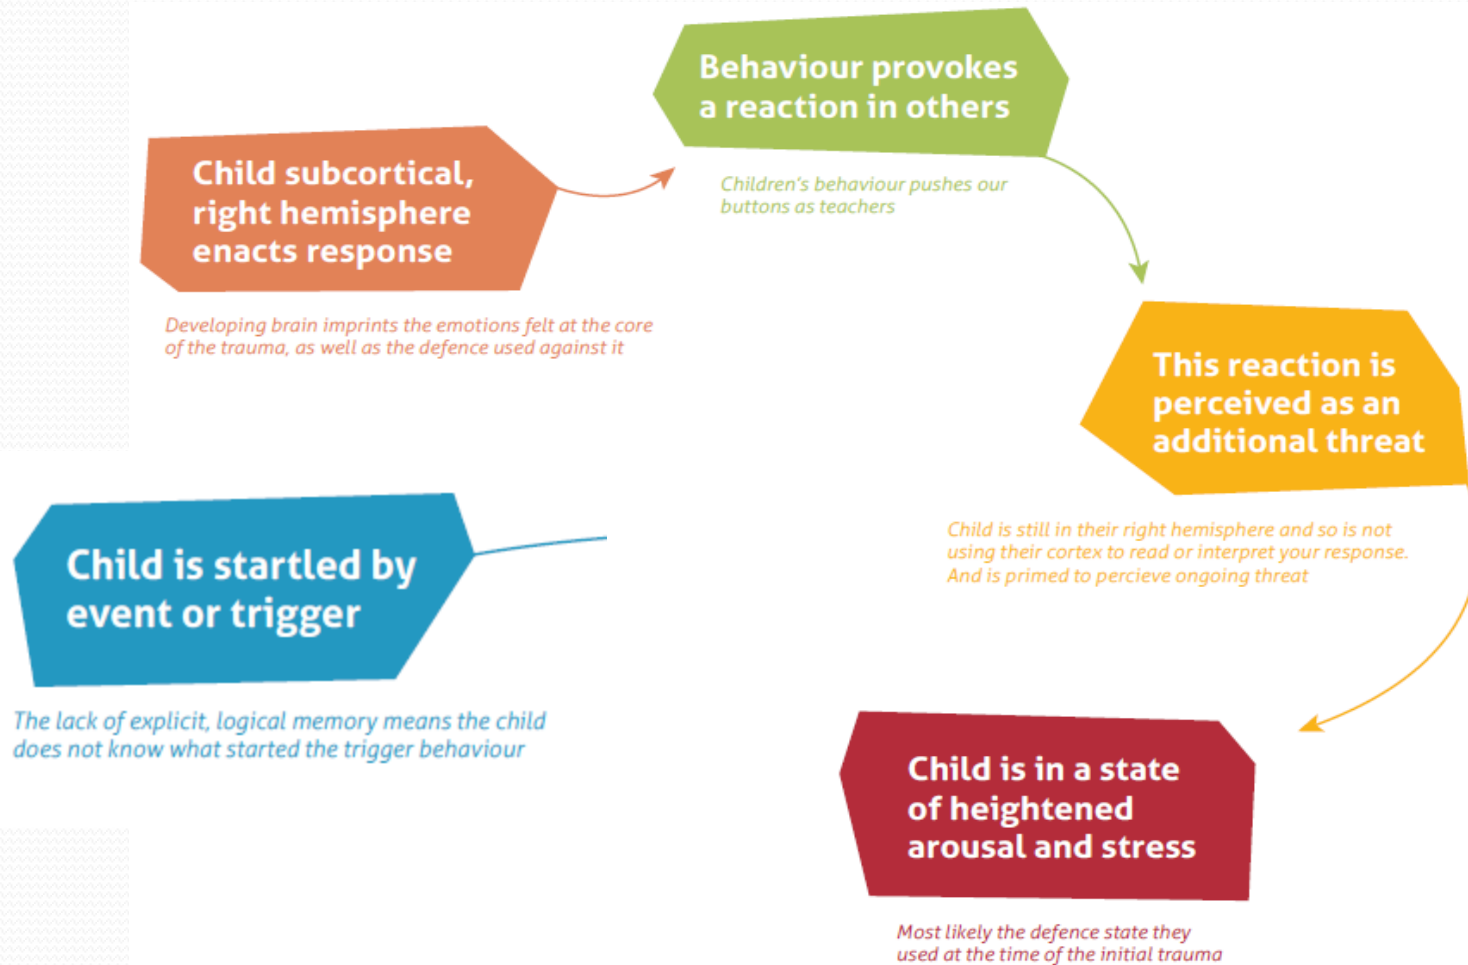 Behaviour provokes
a reaction in others
Children's behaviour pushes our
buttons as teachers
Child subcortical,
right hemisphere
enacts response
Developing brain imprints the emotions felt at the core
of the trauma, as well as the defence used against it
This reaction is
perceived as an
additional threat
Child is still in their right hemisphere and so is not
using their cortex to read or interpret your response.
And is primed to percieve ongoing threat
Child is startled by
event or trigger
The lack of explicit, logical memory means the child
does not know what started the trigger behaviour
Child is in a state
of heightened
arousal and stress
Most likely the defence state they
used at the time of the initial trauma